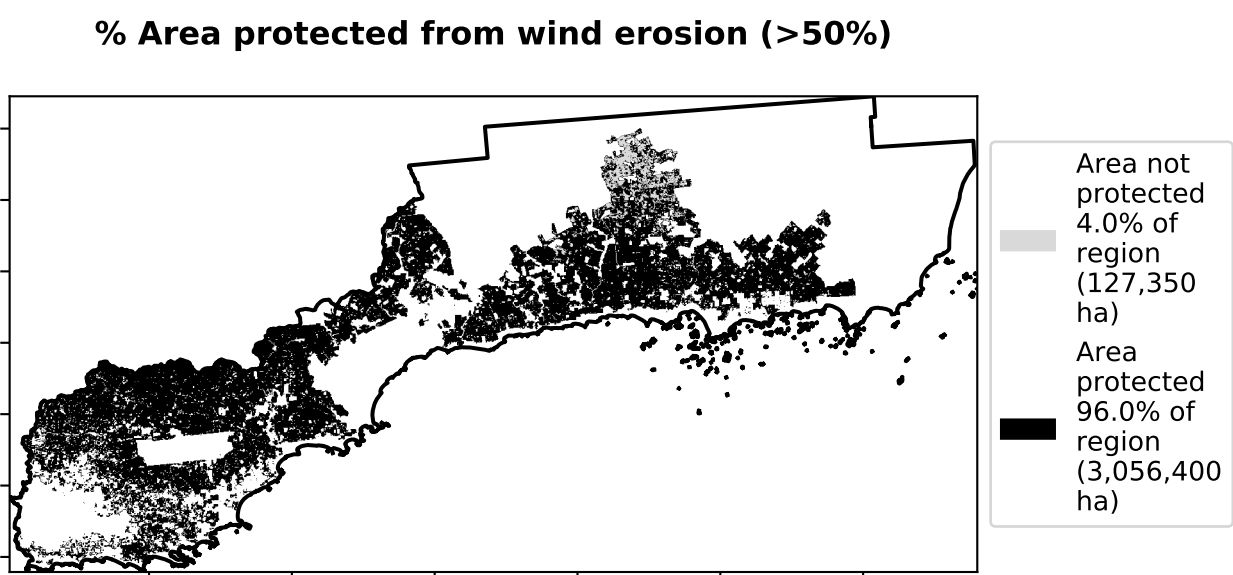 % Area protected from wind erosion (>50%)
Area not
protected
4.0% of
region
(127,350
ha)
Area
protected
96.0% of
region
(3,056,400
ha)